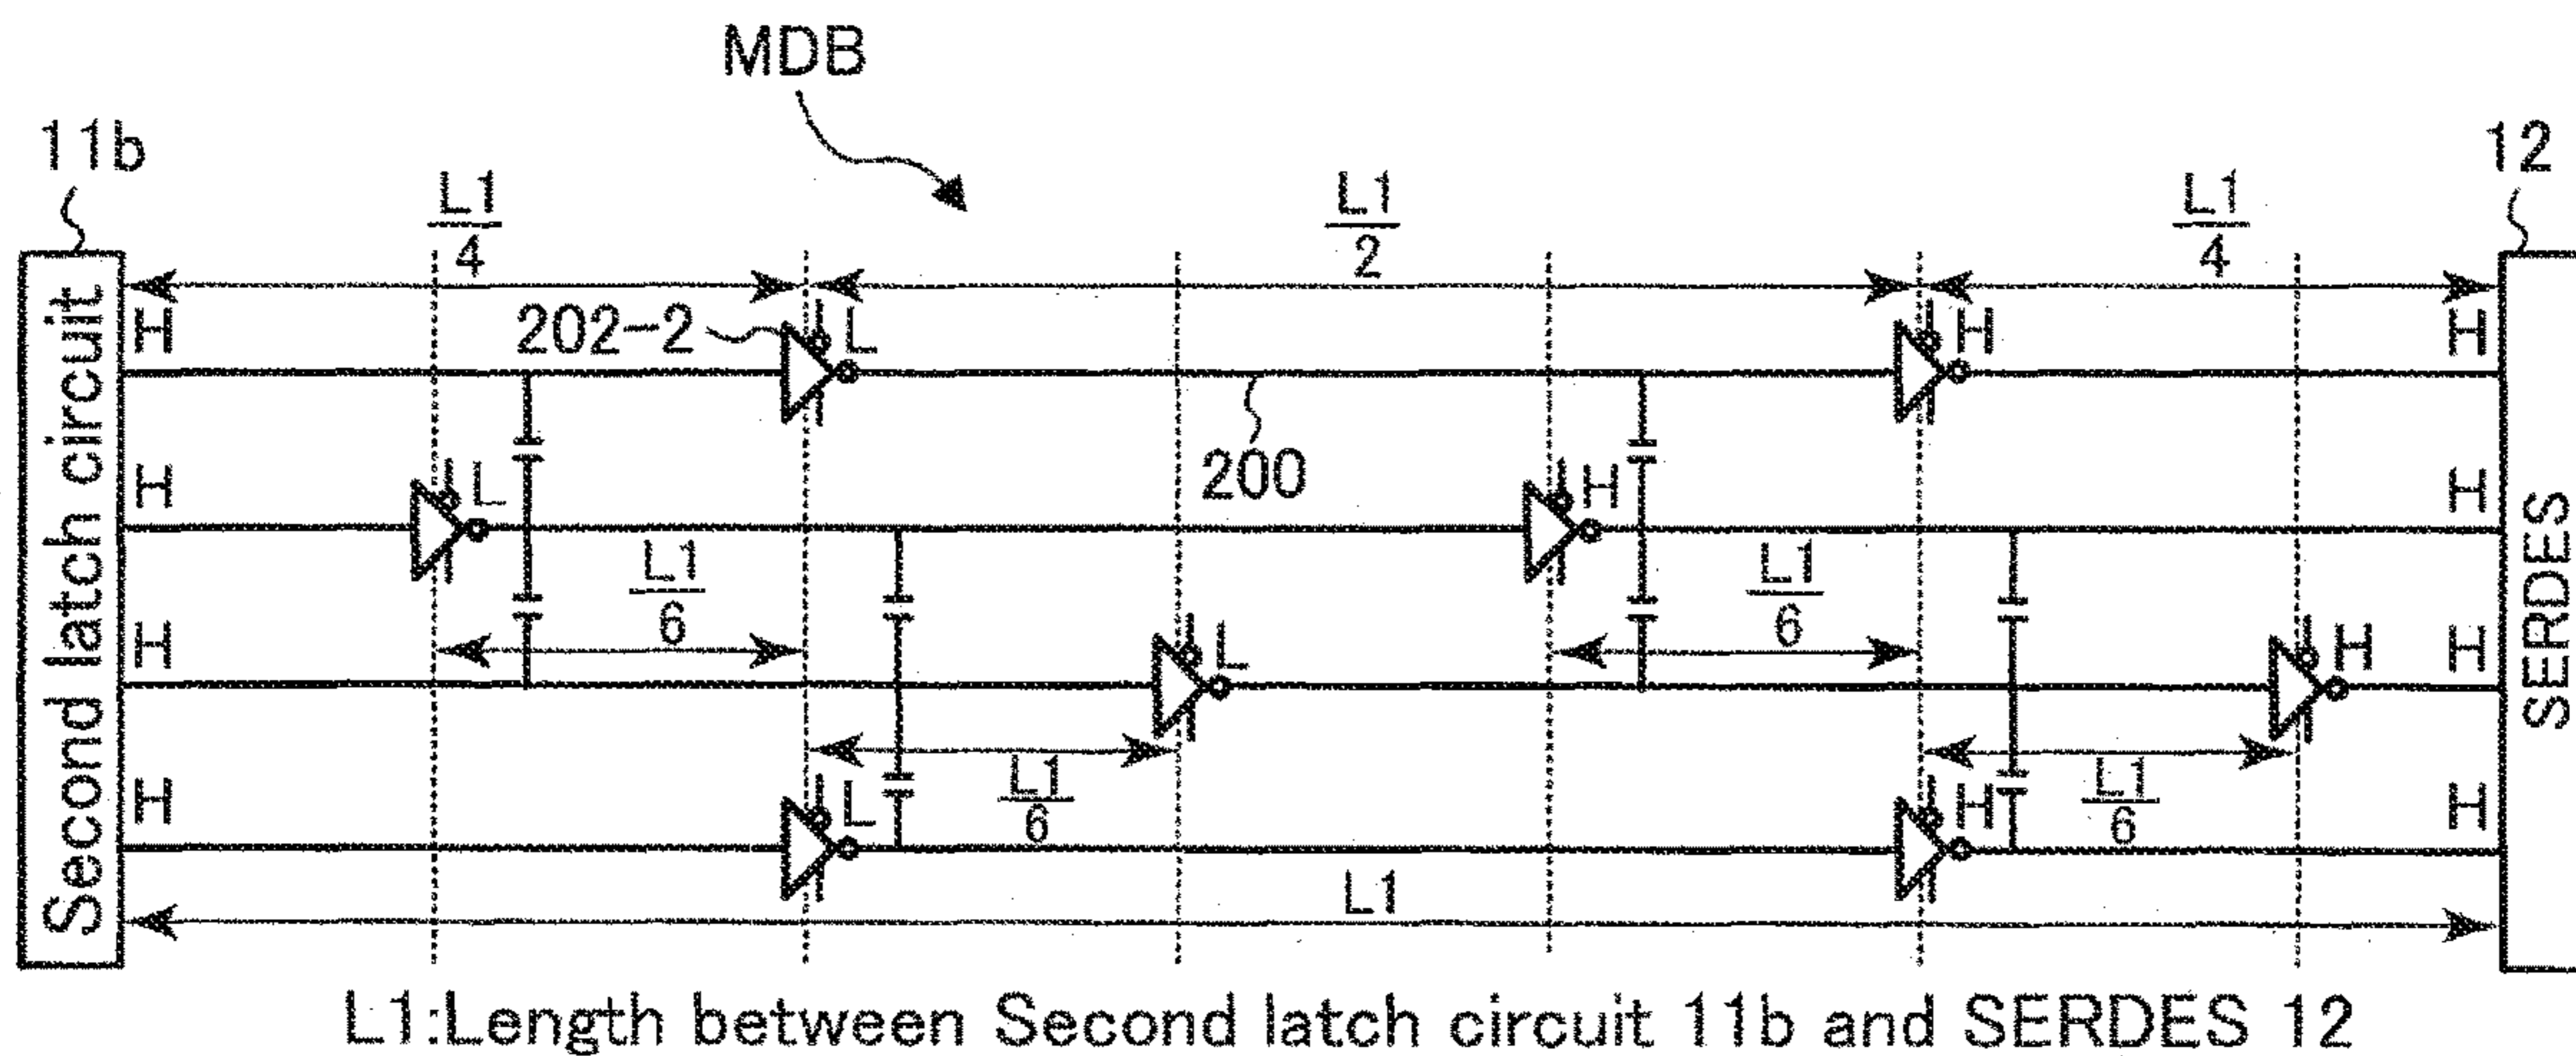 MDB
11b
12
L1/4
L1/2
L1/4
Second latch circuit
SERDES
H
202-2
L
H
H
200
H
L
H
H
L1/6
L1/6
H
L
H
H
L1/6
L1/6
H
L
H
H
L1
L1:Length between Second latch circuit 11b and SERDES 12